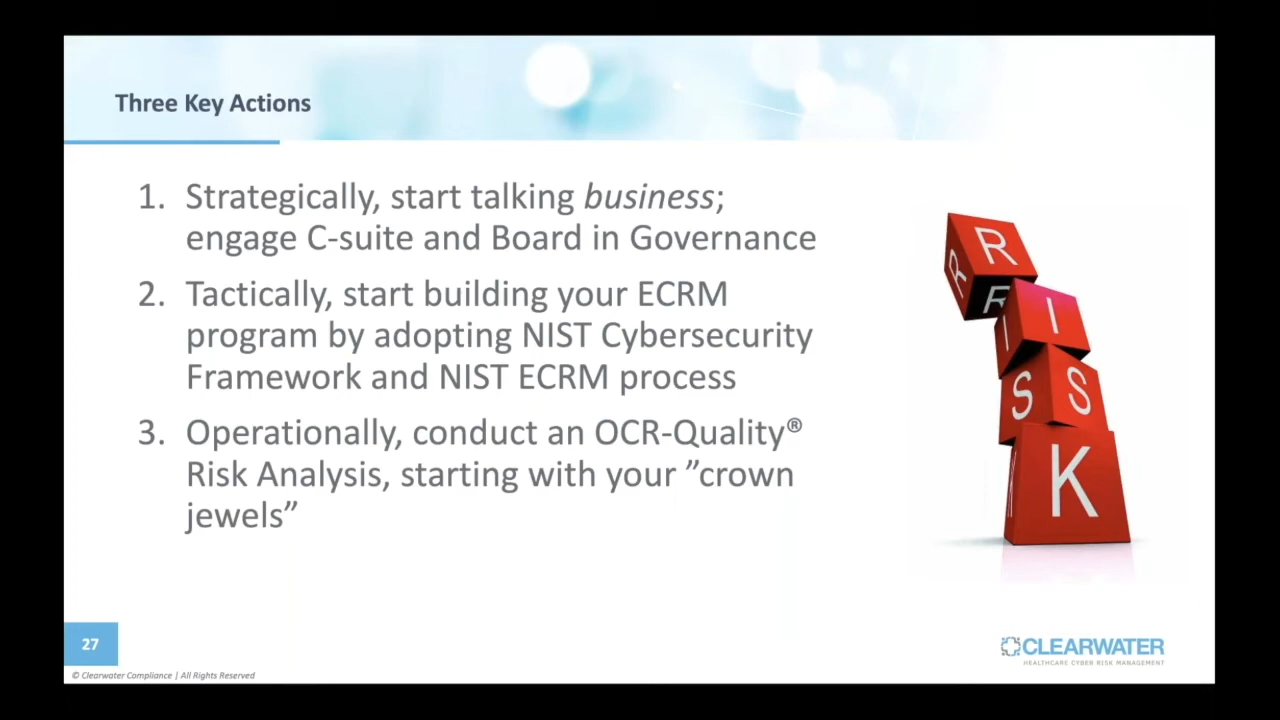 Three Key Actions
1. Strategically, start talking business;
engage C-suite and Board in Governance
2. Tactically, start building your ECRM
program by adopting NIST Cybersecurity
Framework and NIST ECRM process
3. Operationally, conduct an OCR-Quality®
Risk Analysis, starting with your ”crown
jewels”
R
R
R
I
I
S
S
K
27
CLEARWATER
HEALTHCARE CYBER RISK MANAGEMENT
© Clearwater Compliance | All Rights Reserved